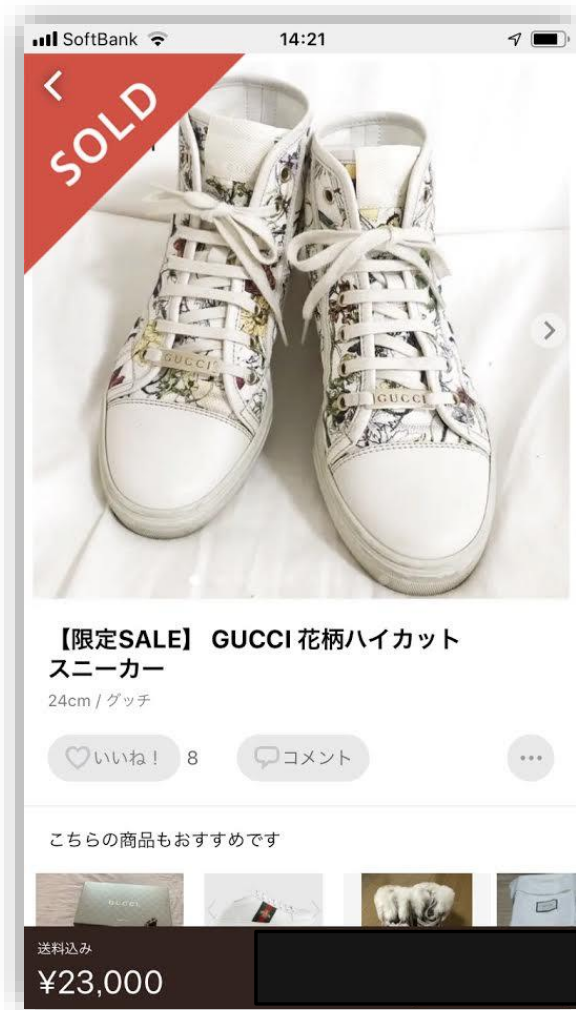 SoftBank 14:21
SOLD
GUCCI
GUCCI
【限定SALE】 GUCCI 花柄ハイカット
スニーカー
24cm / グッチ
いいね! 8 コメント
こちらの商品もおすすめです
GUCCI
送料込み
¥23,000